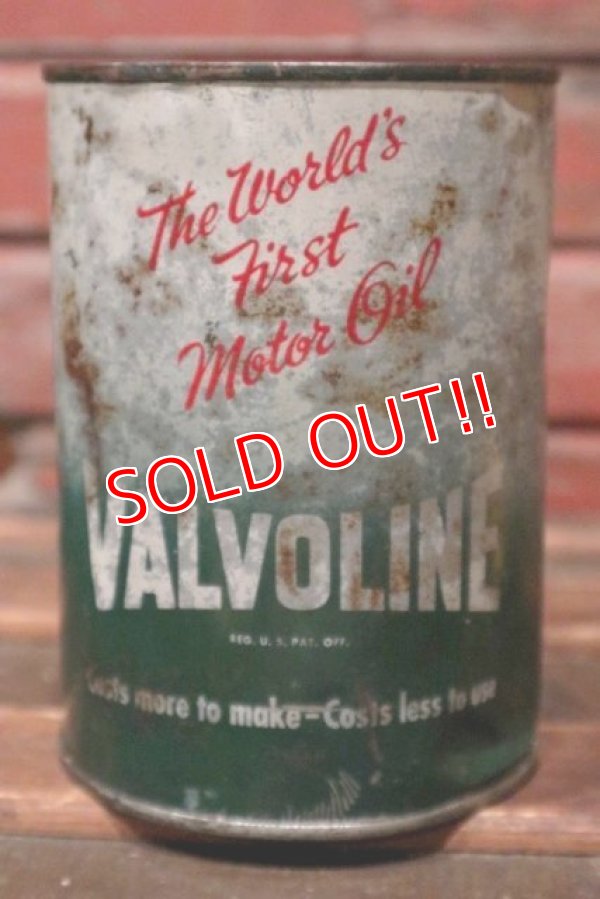 The World's
First
Motor Oil
SOLD OUT!!
VALVOLINE
REG. U. S. PAT. OFF.
Costs more to make—Costs less to use